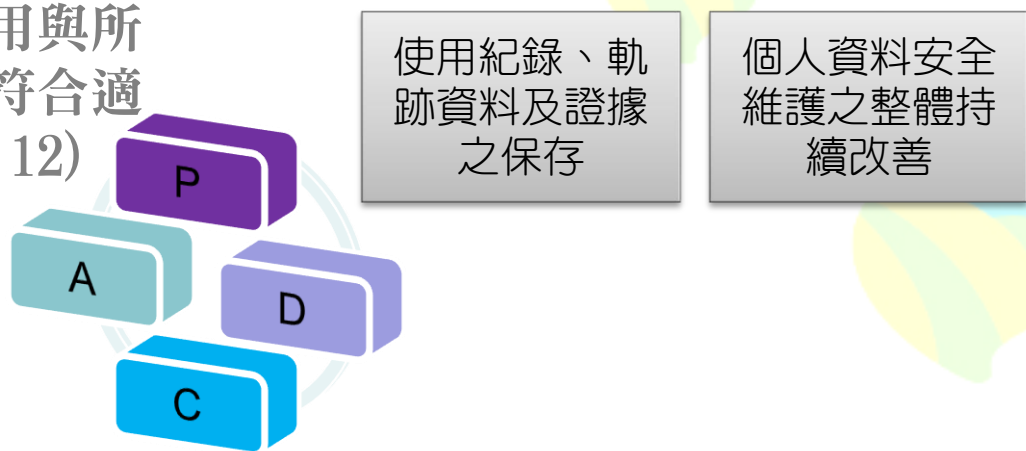 用與所
符合適
12)
使用紀錄、軌
跡資料及證據
之保存
個人資料安全
維護之整體持
續改善
P
A
D
C